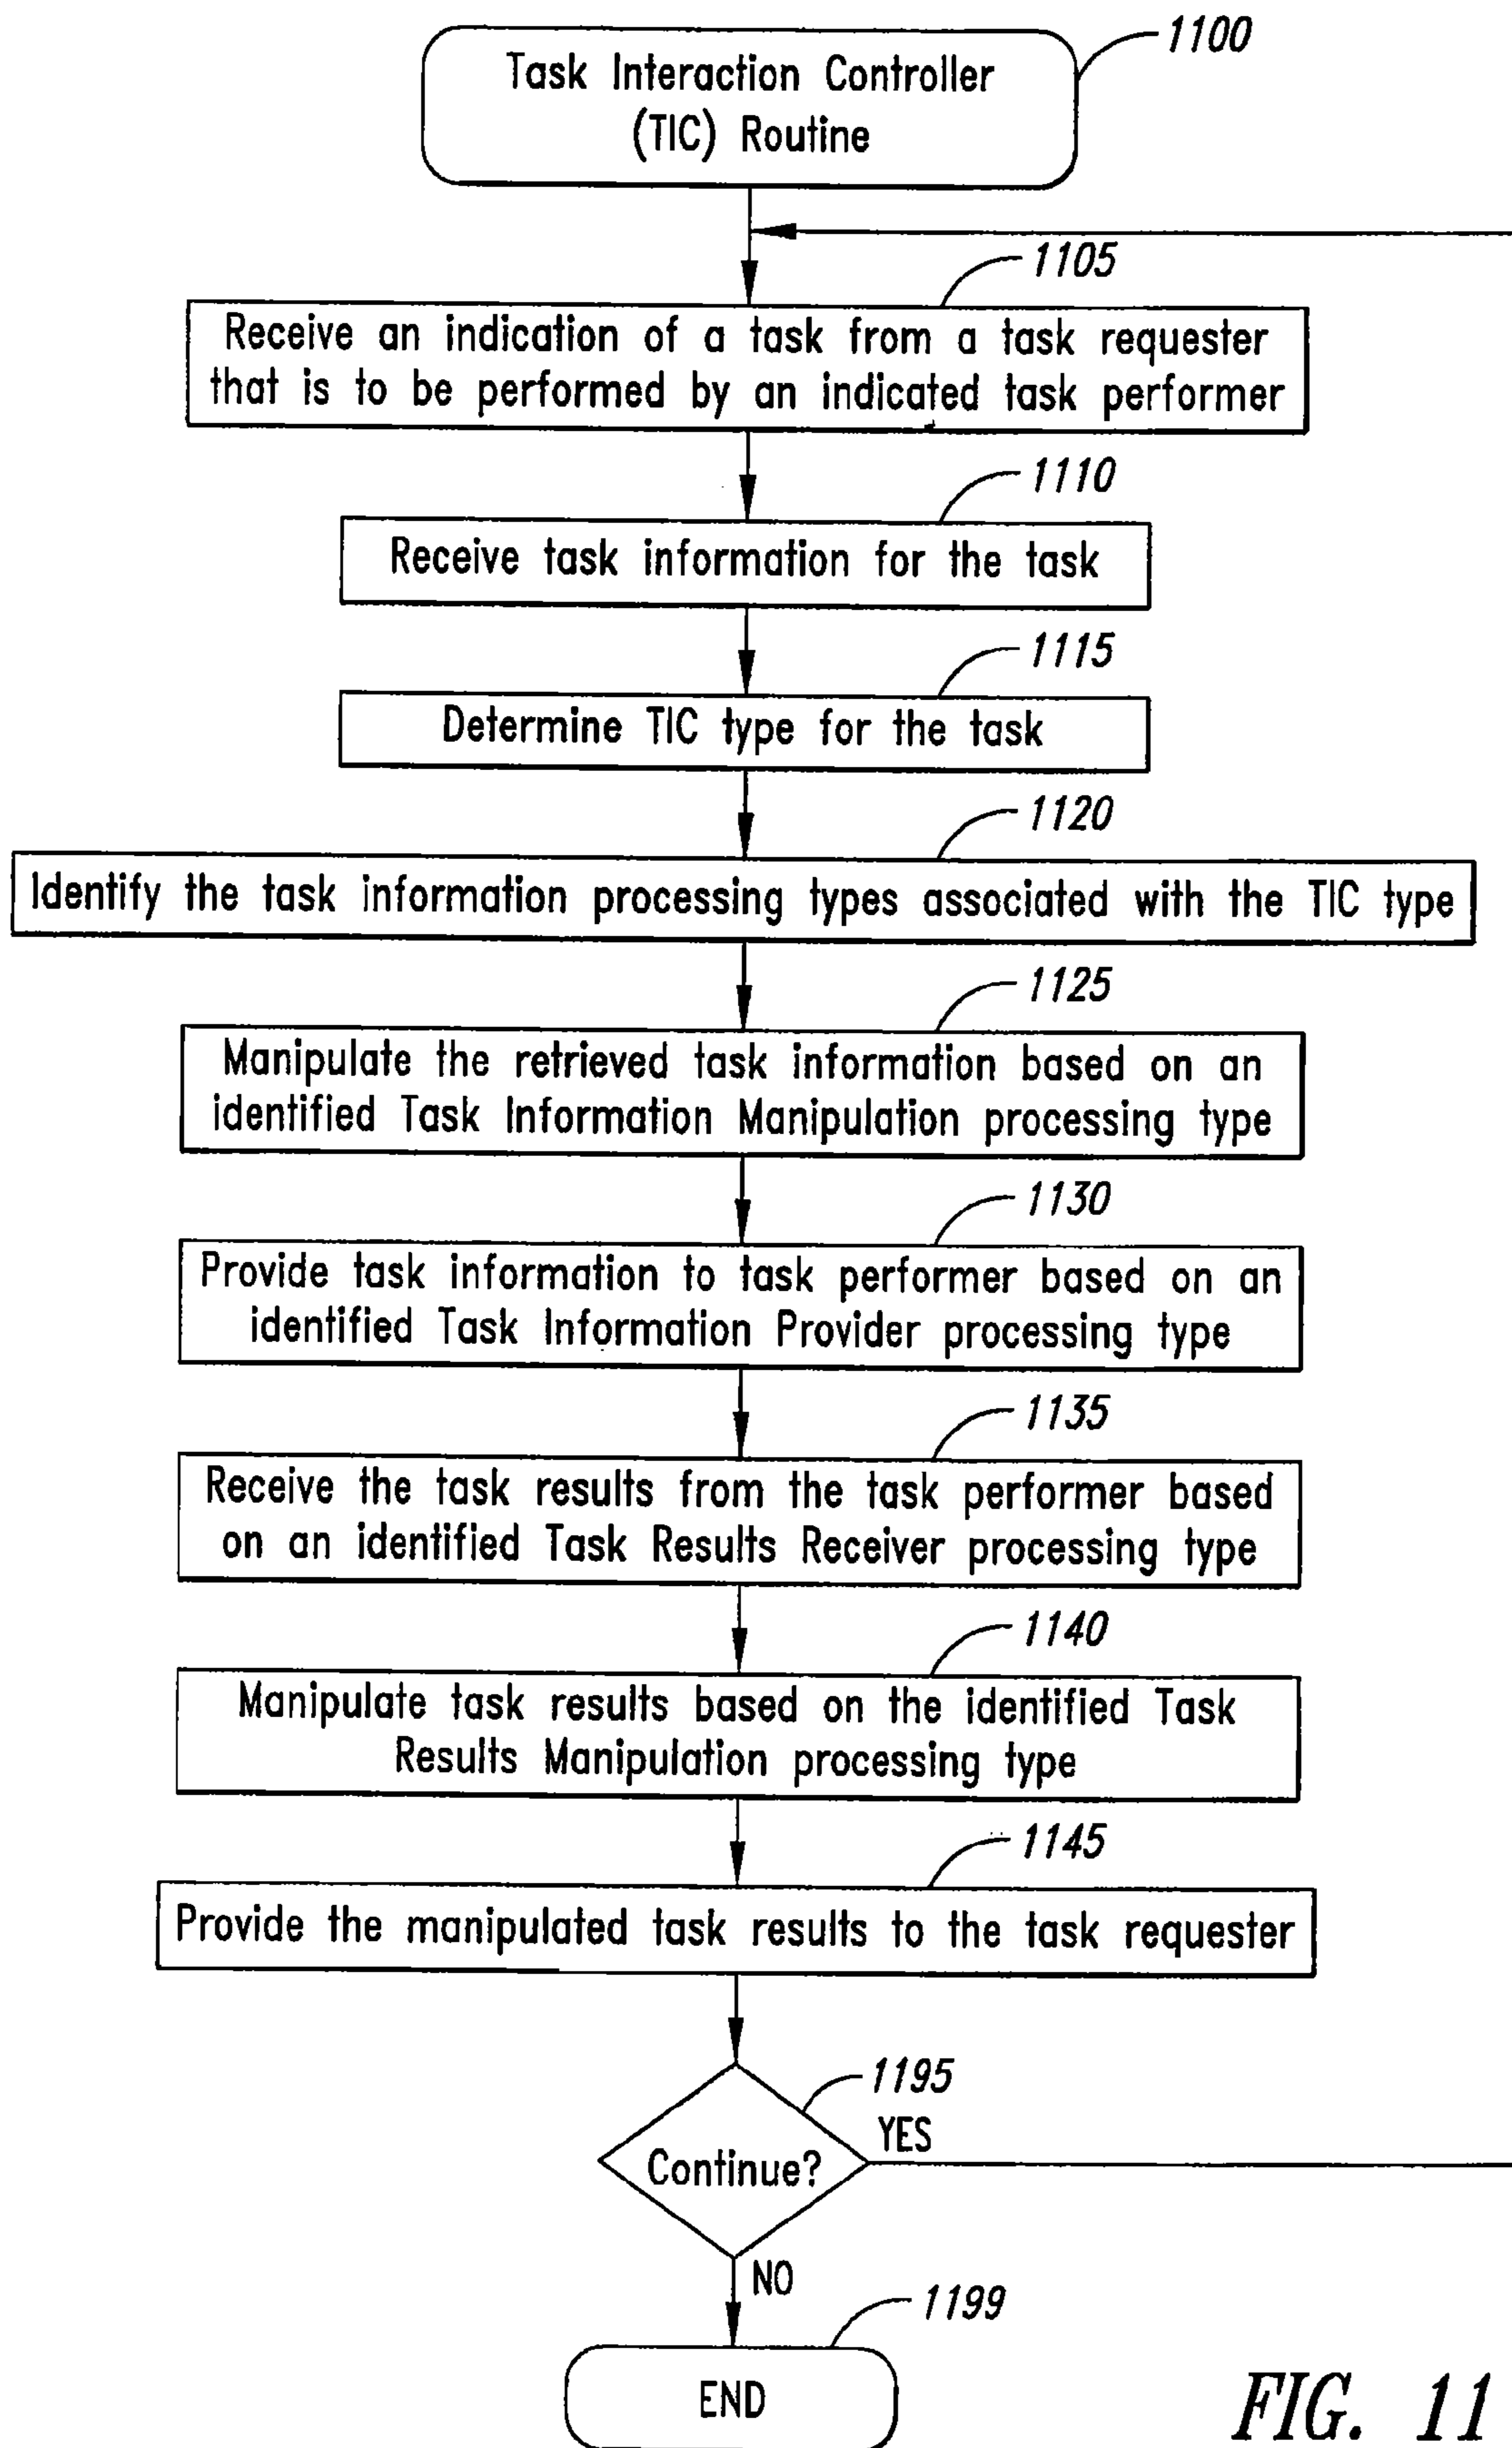 1100
Task Interaction Controller
(TIC) Routine
1105
Receive an indication of a task from a task requester
that is to be performed by an indicated task performer
1110
Receive task information for the task
1115
Determine TIC type for the task
1120
Identify the task information processing types associated with the TIC type
1125
Manipulate the retrieved task information based on an
identified Task Information Manipulation processing type
1130
Provide task information to task performer based on an
identified Task Information Provider processing type
1135
Receive the task results from the task performer based
on an identified Task Results Receiver processing type
1140
Manipulate task results based on the identified Task
Results Manipulation processing type
1145
Provide the manipulated task results to the task requester
1195
YES
Continue?
NO
1199
END
FIG. 11